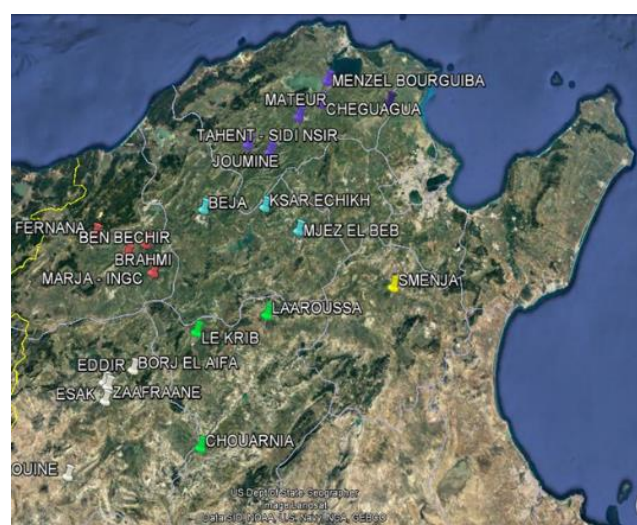 MENZEL BOURGUIBA
MATEUR
CHEGUAGUA
TAHENT - SIDI NSIR
JOUMINE
BEJA
KSAR ECHIKH
FERNANA
BEN BECHIR
MJEZ EL BEB
BRAHMI
MARJA - INGC
SMENJA
LAAROUSSA
LE KRIB
EDDIR
BORJ EL AIFA
ESAK
ZAAFRAANE
CHOUARNIA
OUINE
US Dept of State Geographer
Image Landsat
Data SIO, NOAA, U.S. Navy, NGA, GEBCO